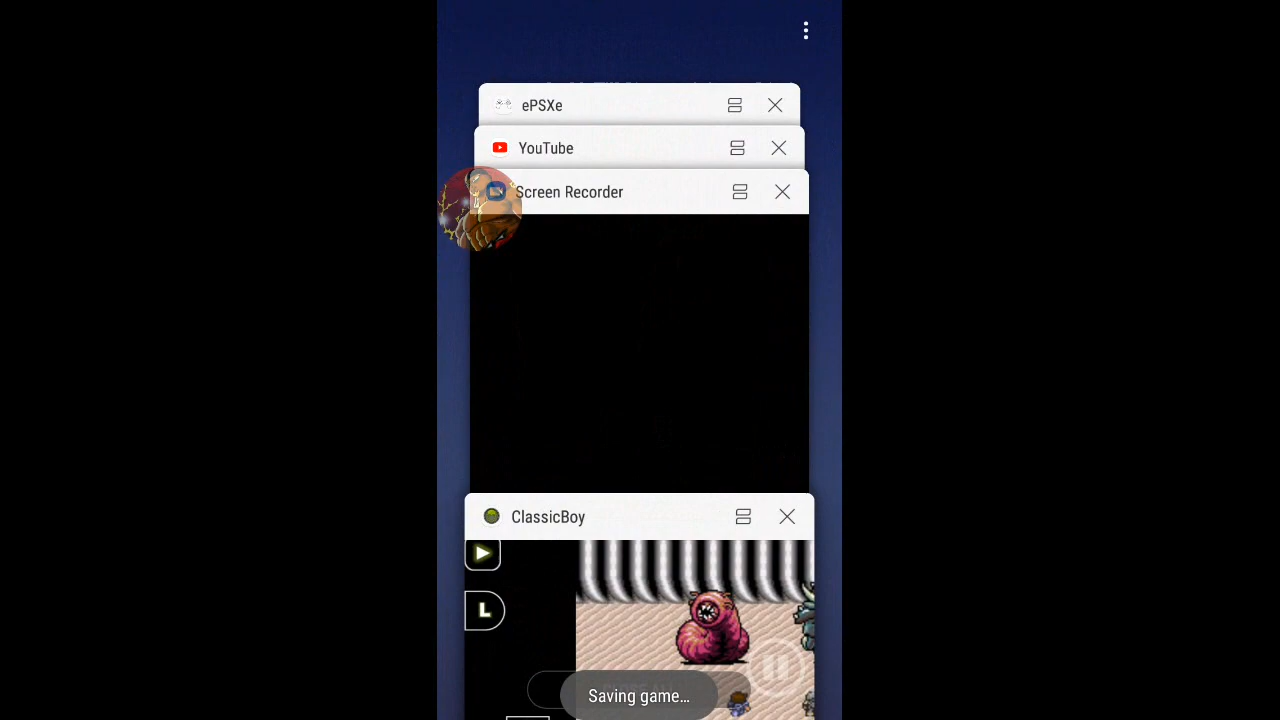 ePSXe
YouTube
Screen Recorder
ClassicBoy
L
Saving game...